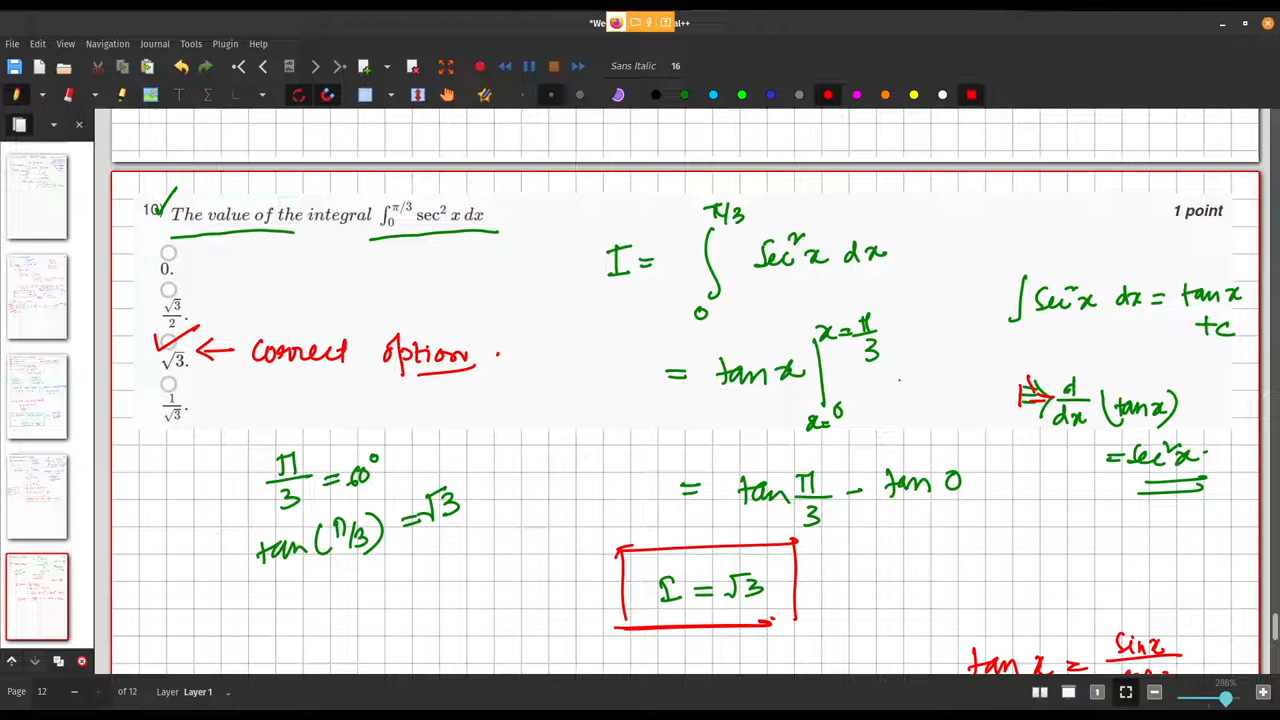 *We
al++
File Edit View Navigation Journal Tools Plugin Help
Sans Italic 16
10) The value of the integral ∫₀^{π/3} sec² x dx
1 point
0.
√3/2.
√3.
1/√3.
← correct option.
I = ∫₀^{π/3} sec²x dx
= tan x |_{x=0}^{x=π/3}
= tan π/3 - tan 0
I = √3
∫ sec²x dx = tan x + c
⇒ d/dx (tan x)
= sec²x.
π/3 = 60°
tan(π/3) = √3
tan x = sin x
Page 12 of 12 Layer Layer 1
288%